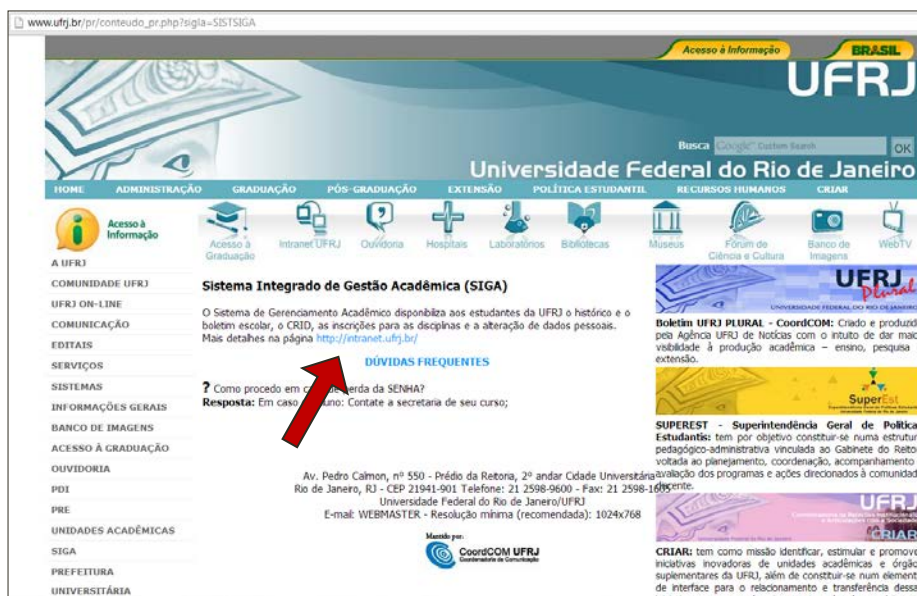 www.ufrj.br/pr/conteudo_pr.php?sigla=SISTSIGA
Acesso à Informação
BRASIL
UFRJ
Busca
Google™ Custom Search
OK
Universidade Federal do Rio de Janeiro
HOME ADMINISTRAÇÃO GRADUAÇÃO PÓS-GRADUAÇÃO EXTENSÃO POLÍTICA ESTUDANTIL RECURSOS HUMANOS CRIAR
Acesso à
Informação
Acesso à
Graduação
Intranet UFRJ
Ouvidoria
Hospitais
Laboratórios
Bibliotecas
Museus
Fórum de
Ciência e Cultura
Banco de
Imagens
WebTV
A UFRJ
COMUNIDADE UFRJ
UFRJ ON-LINE
COMUNICAÇÃO
EDITAIS
SERVIÇOS
SISTEMAS
INFORMAÇÕES GERAIS
BANCO DE IMAGENS
ACESSO À GRADUAÇÃO
OUVIDORIA
PDI
PRE
UNIDADES ACADÊMICAS
SIGA
PREFEITURA
UNIVERSITÁRIA
Sistema Integrado de Gestão Acadêmica (SIGA)
O Sistema de Gerenciamento Acadêmico disponibiliza aos estudantes da UFRJ o histórico e o
boletim escolar, o CRID, as inscrições para as disciplinas e a alteração de dados pessoais.
Mais detalhes na página http://intranet.ufrj.br/
DÚVIDAS FREQUENTES
? Como procedo em perda da SENHA?
Resposta: Em caso Contate a secretaria de seu curso;
Av. Pedro Calmon, nº 550 - Prédio da Reitoria, 2º andar Cidade Universitária
Rio de Janeiro, RJ - CEP 21941-901 Telefone: 21 2598-9600 - Fax: 21 2598-1605
Universidade Federal do Rio de Janeiro/UFRJ
E-mail: WEBMASTER - Resolução mínima (recomendada): 1024x768
Mantido por:
CoordCOM UFRJ
Coordenadoria de Comunicação
UFRJ
Plural
UNIVERSIDADE FEDERAL DO RIO DE JANEIRO
Boletim UFRJ PLURAL - CoordCOM: Criado e produzid
pela Agência UFRJ de Notícias com o intuito de dar maio
visibilidade à produção acadêmica – ensino, pesquisa
extensão.
SuperEst
SUPEREST - Superintendência Geral de Política
Estudantis: tem por objetivo constituir-se numa estrutur
pedagógico-administrativa vinculada ao Gabinete do Reito
voltada ao planejamento, coordenação, acompanhamento
avaliação dos programas e ações direcionados à comunidad
discente.
UFRJ
CRIAR
CRIAR: tem como missão identificar, estimular e promove
iniciativas inovadoras de unidades acadêmicas e órgão
suplementares da UFRJ, além de constituir-se num element
de interface para o relacionamento e transferência dessa